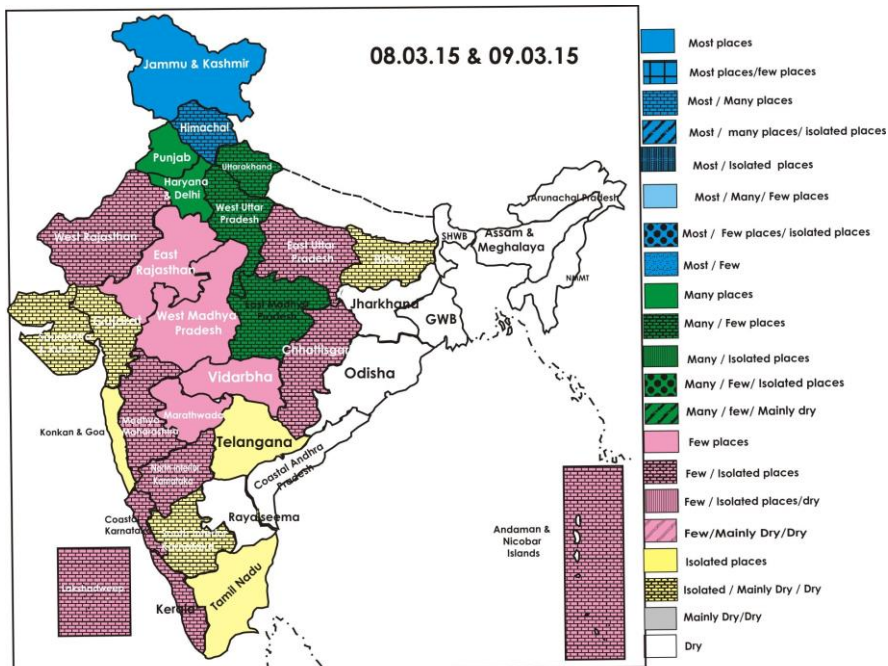 08.03.15 & 09.03.15
Jammu & Kashmir
Himachal
Punjab
Uttarakhand
Haryana
& Delhi
West Uttar
Pradesh
West Rajasthan
East
Rajasthan
East Uttar
Pradesh
Bihar
SHWB
Assam &
Meghalaya
Arunachal Pradesh
NMMT
Jharkhand
GWB
Gujarat
West Madhya
Pradesh
East Madhya
Pradesh
Chhattisgarh
Odisha
Vidarbha
Marathwada
Madhya
Maharashtra
Konkan & Goa
Telangana
North Interior
Karnataka
Coastal Andhra
Pradesh
Coastal
Karnataka
Rayalseema
Tamil Nadu
Kerala
Lakshadweep
Andaman &
Nicobar
Islands
Most places
Most places/few places
Most / Many places
Most / many places/ isolated places
Most / Isolated places
Most / Many/ Few places
Most / Few places/ isolated places
Most / Few
Many places
Many / Few places
Many / Isolated places
Many / Few/ Isolated places
Many / few/ Mainly dry
Few places
Few / Isolated places
Few / Isolated places/dry
Few/Mainly Dry/Dry
Isolated places
Isolated / Mainly Dry / Dry
Mainly Dry/Dry
Dry